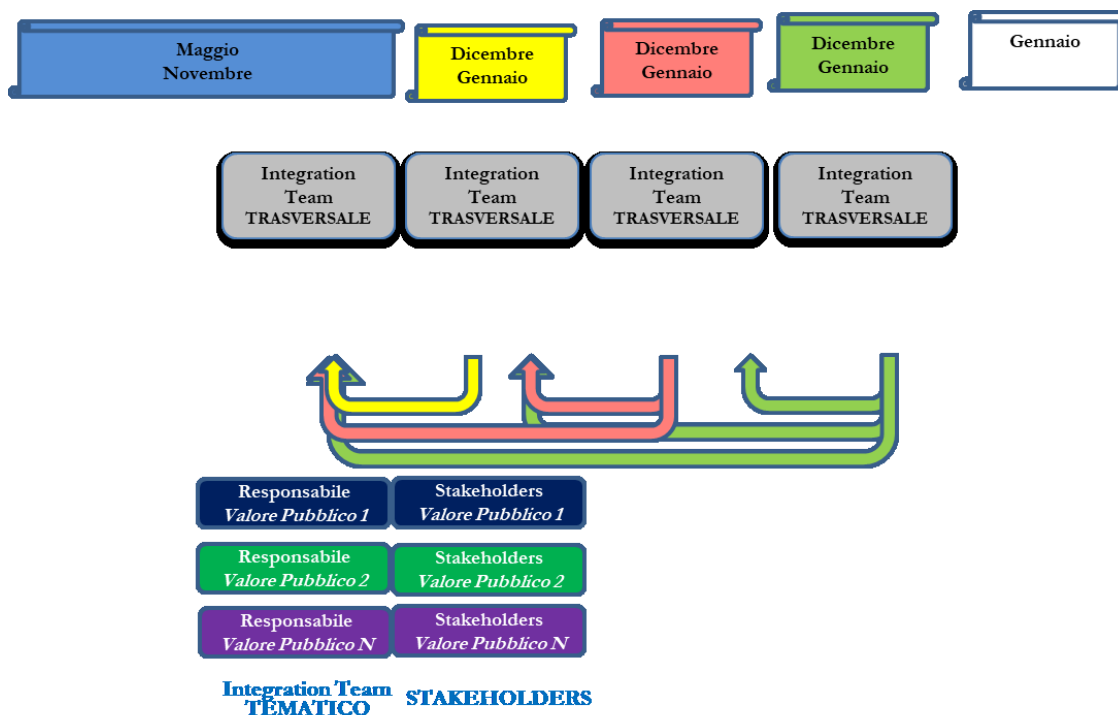 Maggio
Novembre
Dicembre
Gennaio
Dicembre
Gennaio
Dicembre
Gennaio
Gennaio
Integration
Team
TRASVERSALE
Integration
Team
TRASVERSALE
Integration
Team
TRASVERSALE
Integration
Team
TRASVERSALE
Responsabile
Valore Pubblico 1
Stakeholders
Valore Pubblico 1
Responsabile
Valore Pubblico 2
Stakeholders
Valore Pubblico 2
Responsabile
Valore Pubblico N
Stakeholders
Valore Pubblico N
Integration Team
TEMATICO
STAKEHOLDERS